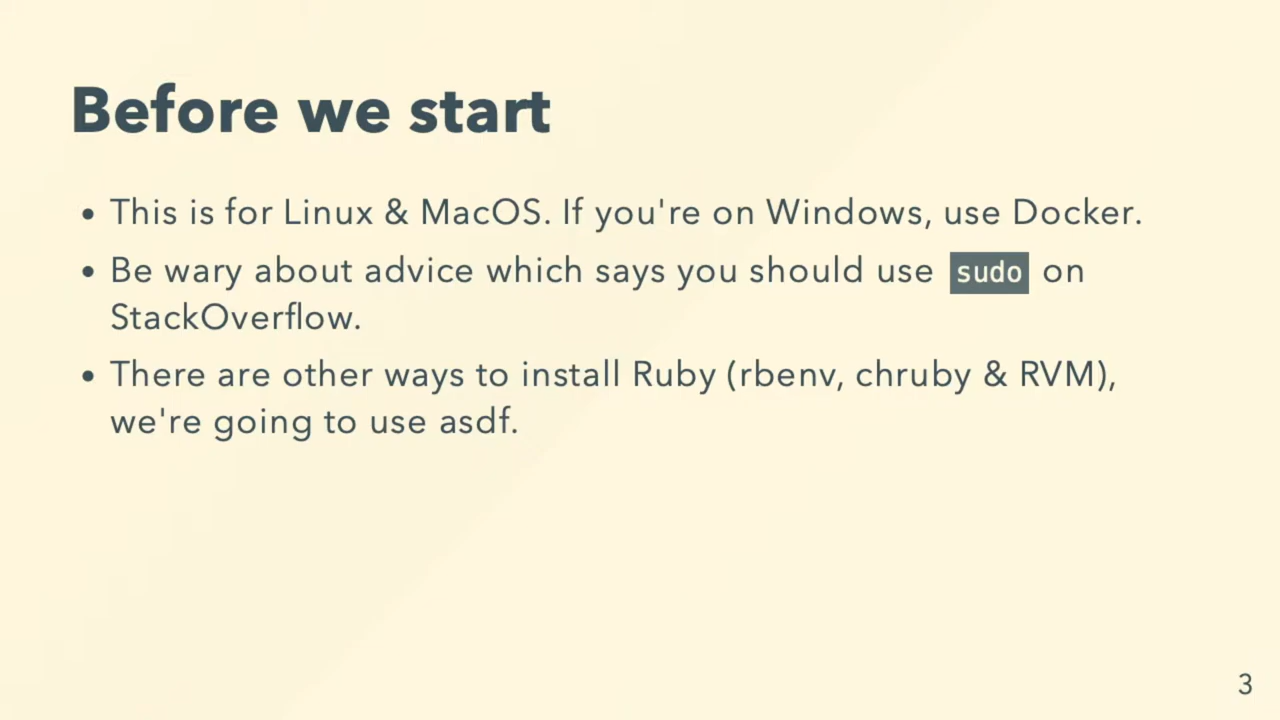 Before we start
• This is for Linux & MacOS. If you're on Windows, use Docker.
• Be wary about advice which says you should use sudo on
StackOverflow.
• There are other ways to install Ruby (rbenv, chruby & RVM),
we're going to use asdf.
3